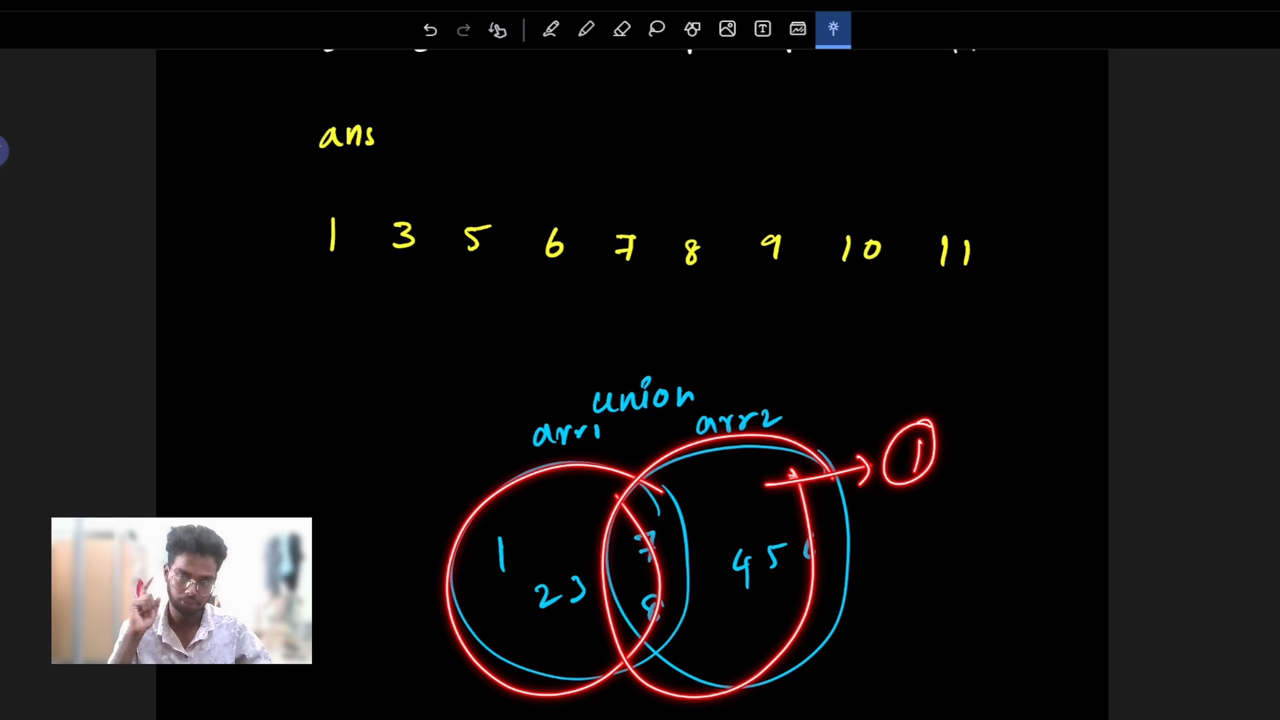 ans
1 3 5 6 7 8 9 10 11
union
arr1 arr2
1
7
1 4 5 6
2 3
8